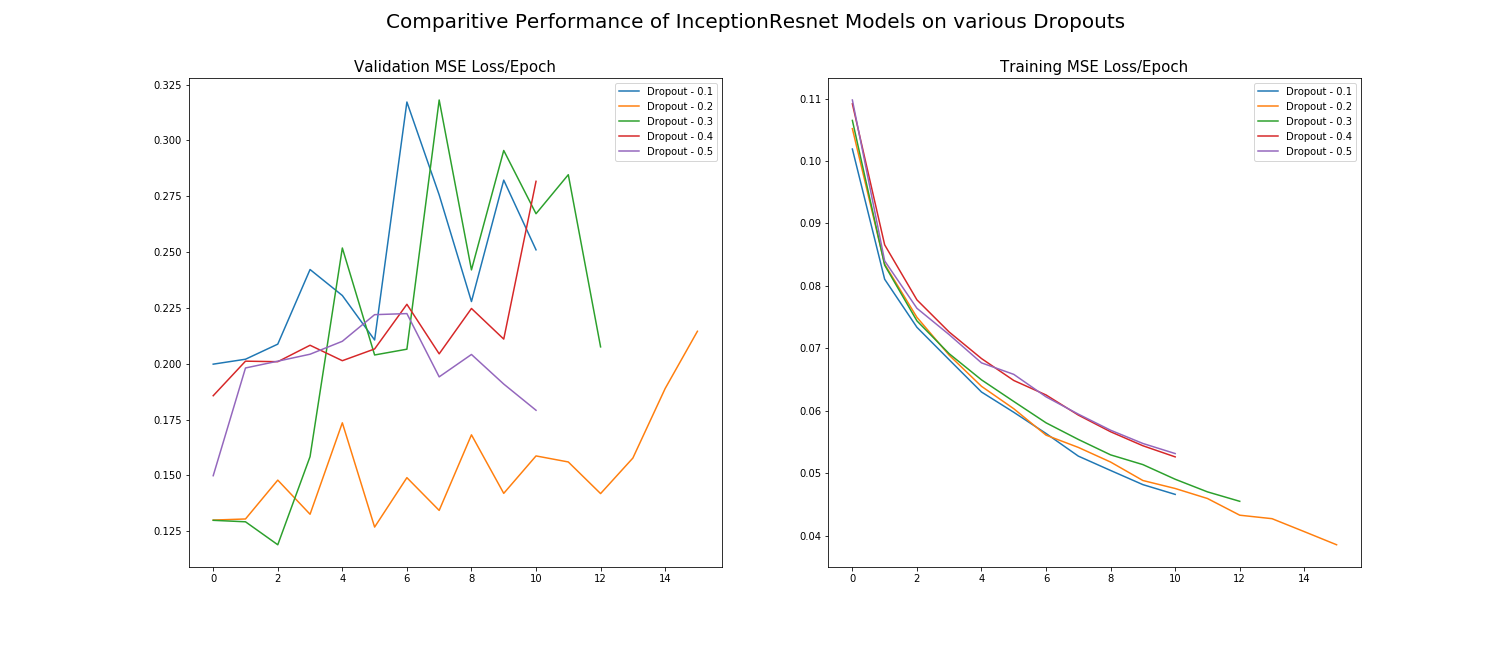 Comparitive Performance of InceptionResnet Models on various Dropouts
Validation MSE Loss/Epoch
0.325
0.300
0.275
0.250
0.225
0.200
0.175
0.150
0.125
0 2 4 6 8 10 12 14
Dropout - 0.1
Dropout - 0.2
Dropout - 0.3
Dropout - 0.4
Dropout - 0.5
Training MSE Loss/Epoch
0.11
0.10
0.09
0.08
0.07
0.06
0.05
0.04
0 2 4 6 8 10 12 14
Dropout - 0.1
Dropout - 0.2
Dropout - 0.3
Dropout - 0.4
Dropout - 0.5